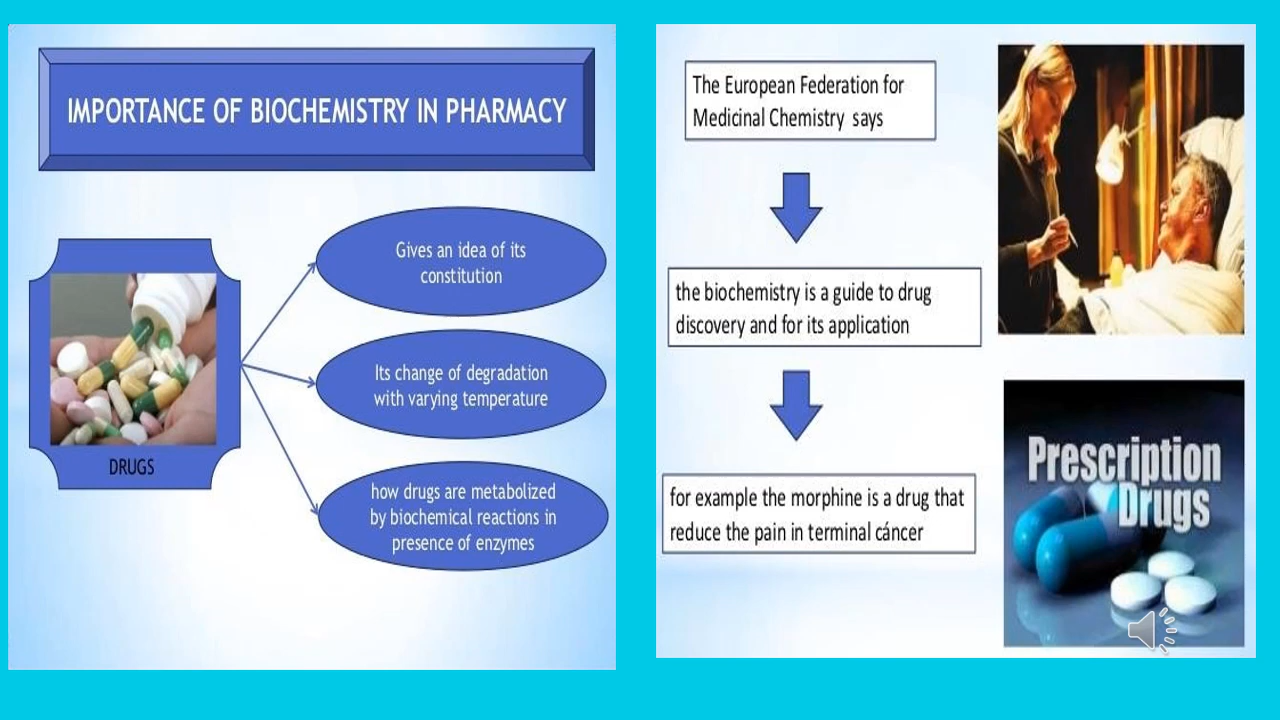 IMPORTANCE OF BIOCHEMISTRY IN PHARMACY
DRUGS
Gives an idea of its
constitution
Its change of degradation
with varying temperature
how drugs are metabolized
by biochemical reactions in
presence of enzymes
The European Federation for
Medicinal Chemistry says
the biochemistry is a guide to drug
discovery and for its application
for example the morphine is a drug that
reduce the pain in terminal cáncer
Prescription
Drugs